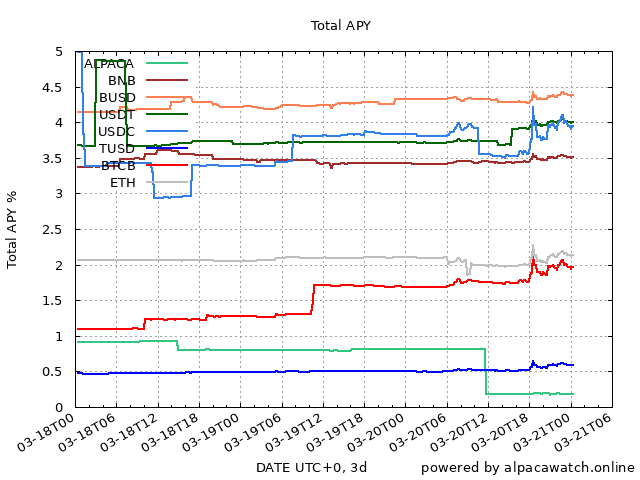 Total APY
Total APY %
5
4.5
4
3.5
3
2.5
2
1.5
1
0.5
0
ALPACA
BNB
BUSD
USDT
USDC
TUSD
BTCB
ETH
03-18T00
03-18T06
03-18T12
03-18T18
03-19T00
03-19T06
03-19T12
03-19T18
03-20T00
03-20T06
03-20T12
03-20T18
03-21T00
03-21T06
DATE UTC+0, 3d
powered by alpacawatch.online